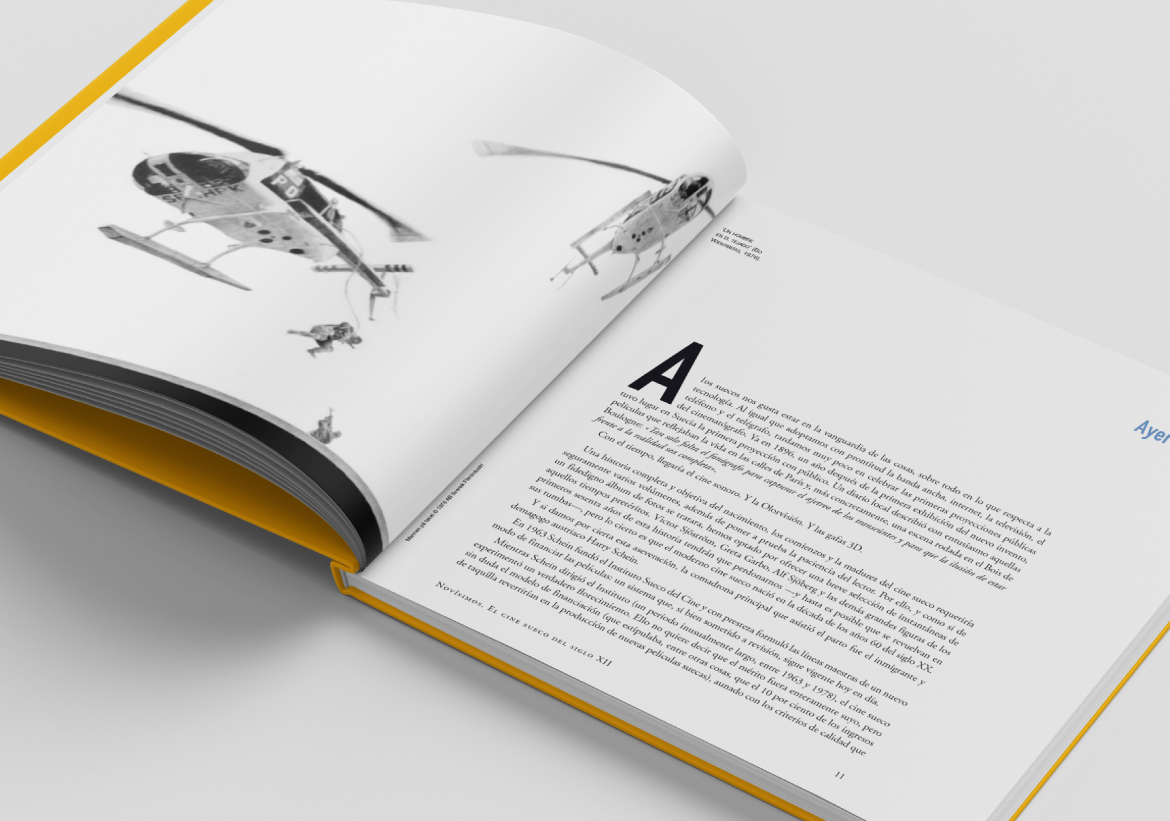 UN HOMBRE
EN EL TEJADO (BO
WIDERBERG, 1976).
Ayer
A los suecos nos gusta estar en la vanguardia de las cosas, sobre todo en lo que respecta a la
tecnología. Al igual que adoptamos con prontitud la banda ancha, internet, la televisión, el
teléfono y el telégrafo, tardamos muy poco en celebrar las primeras proyecciones públicas
del cinematógrafo. Ya en 1896, un año después de la primera exhibición del nuevo invento,
tuvo lugar en Suecia la primera proyección con público. Un diario local describió con entusiasmo aquellas
películas que reflejaban la vida en las calles de París y, más concretamente, una escena rodada en el Bois de
Boulogne: «Tan solo falta el fonógrafo para capturar el ajetreo de los transeúntes y para que la ilusión de estar
frente a la realidad sea completa».
Con el tiempo, llegaría el cine sonoro. Y la Olorvisión. Y las gafas 3D.
Una historia completa y objetiva del nacimiento, los comienzos y la madurez del cine sueco requeriría
seguramente varios volúmenes, además de poner a prueba la paciencia del lector. Por ello, y como si de
un fidedigno álbum de fotos se tratara, hemos optado por ofrecer una breve selección de instantáneas de
aquellos tiempos pretéritos. Victor Sjöström, Greta Garbo, Alf Sjöberg y las demás grandes figuras de los
primeros sesenta años de esta historia tendrán que perdonarnos —y hasta es posible que se revuelvan en
sus tumbas—, pero lo cierto es que el moderno cine sueco nació en la década de los años 60 del siglo XX.
Y si damos por cierta esta aseveración, la comadrona principal que asistió el parto fue el inmigrante y
demagogo austríaco Harry Schein.
En 1963 Schein fundó el Instituto Sueco del Cine y con presteza formuló las líneas maestras de un nuevo
modo de financiar las películas: un sistema que, si bien sometido a revisión, sigue vigente hoy en día.
Mientras Schein dirigió el Instituto (un periodo inusualmente largo, entre 1963 y 1978), el cine sueco
experimentó un verdadero florecimiento. Ello no quiere decir que el mérito fuera enteramente suyo, pero
sin duda el modelo de financiación (que estipulaba, entre otras cosas, que el 10 por ciento de los ingresos
de taquilla revertirían en la producción de nuevas películas suecas), aunado con los criterios de calidad que
NOVÍSIMOS. EL CINE SUECO DEL SIGLO XII
11